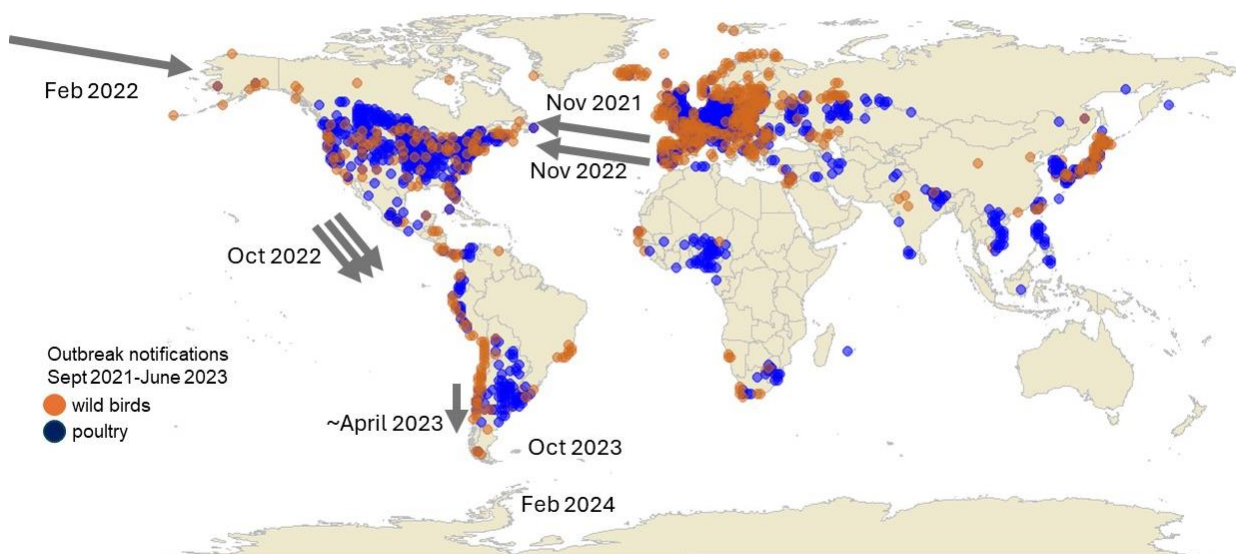 Feb 2022
Nov 2021
Nov 2022
Oct 2022
Outbreak notifications
Sept 2021-June 2023
wild birds
poultry
~April 2023
Oct 2023
Feb 2024